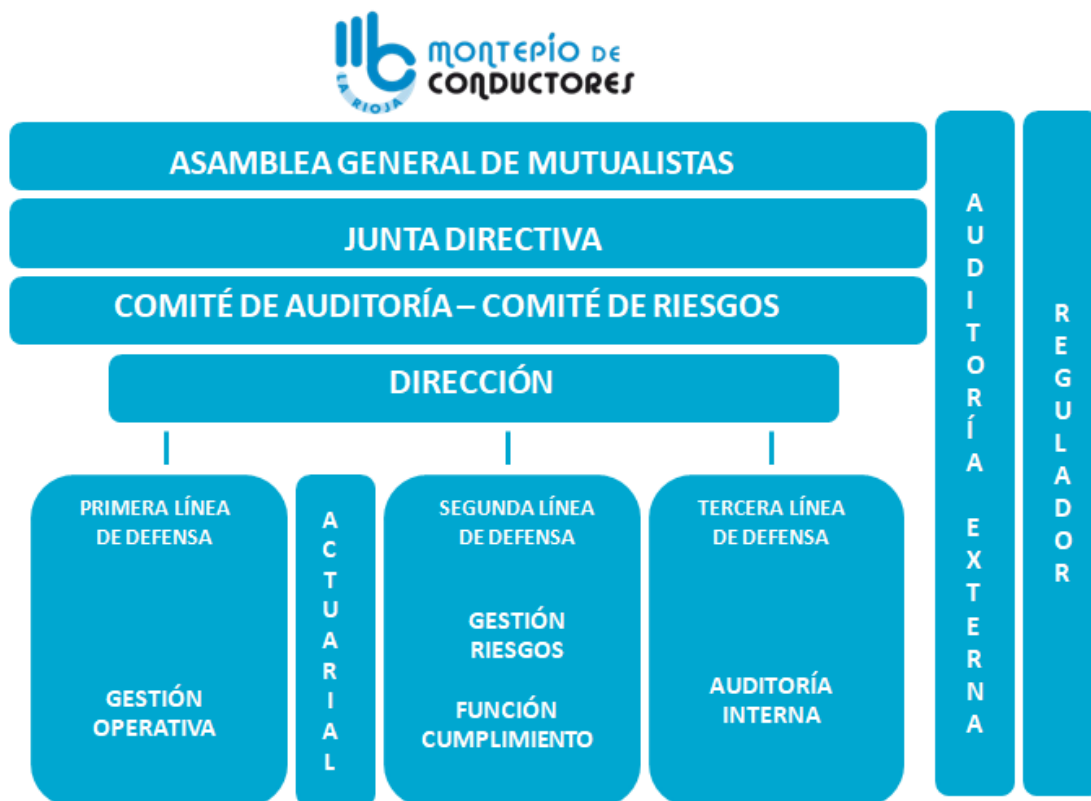 MONTEPÍO DE
CONDUCTORES
LA RIOJA
ASAMBLEA GENERAL DE MUTUALISTAS
JUNTA DIRECTIVA
COMITÉ DE AUDITORÍA – COMITÉ DE RIESGOS
DIRECCIÓN
PRIMERA LÍNEA
DE DEFENSA
GESTIÓN
OPERATIVA
ACTUARIAL
SEGUNDA LÍNEA
DE DEFENSA
GESTIÓN
RIESGOS
FUNCIÓN
CUMPLIMIENTO
TERCERA LÍNEA
DE DEFENSA
AUDITORÍA
INTERNA
AUDITORÍA EXTERNA
REGULADOR